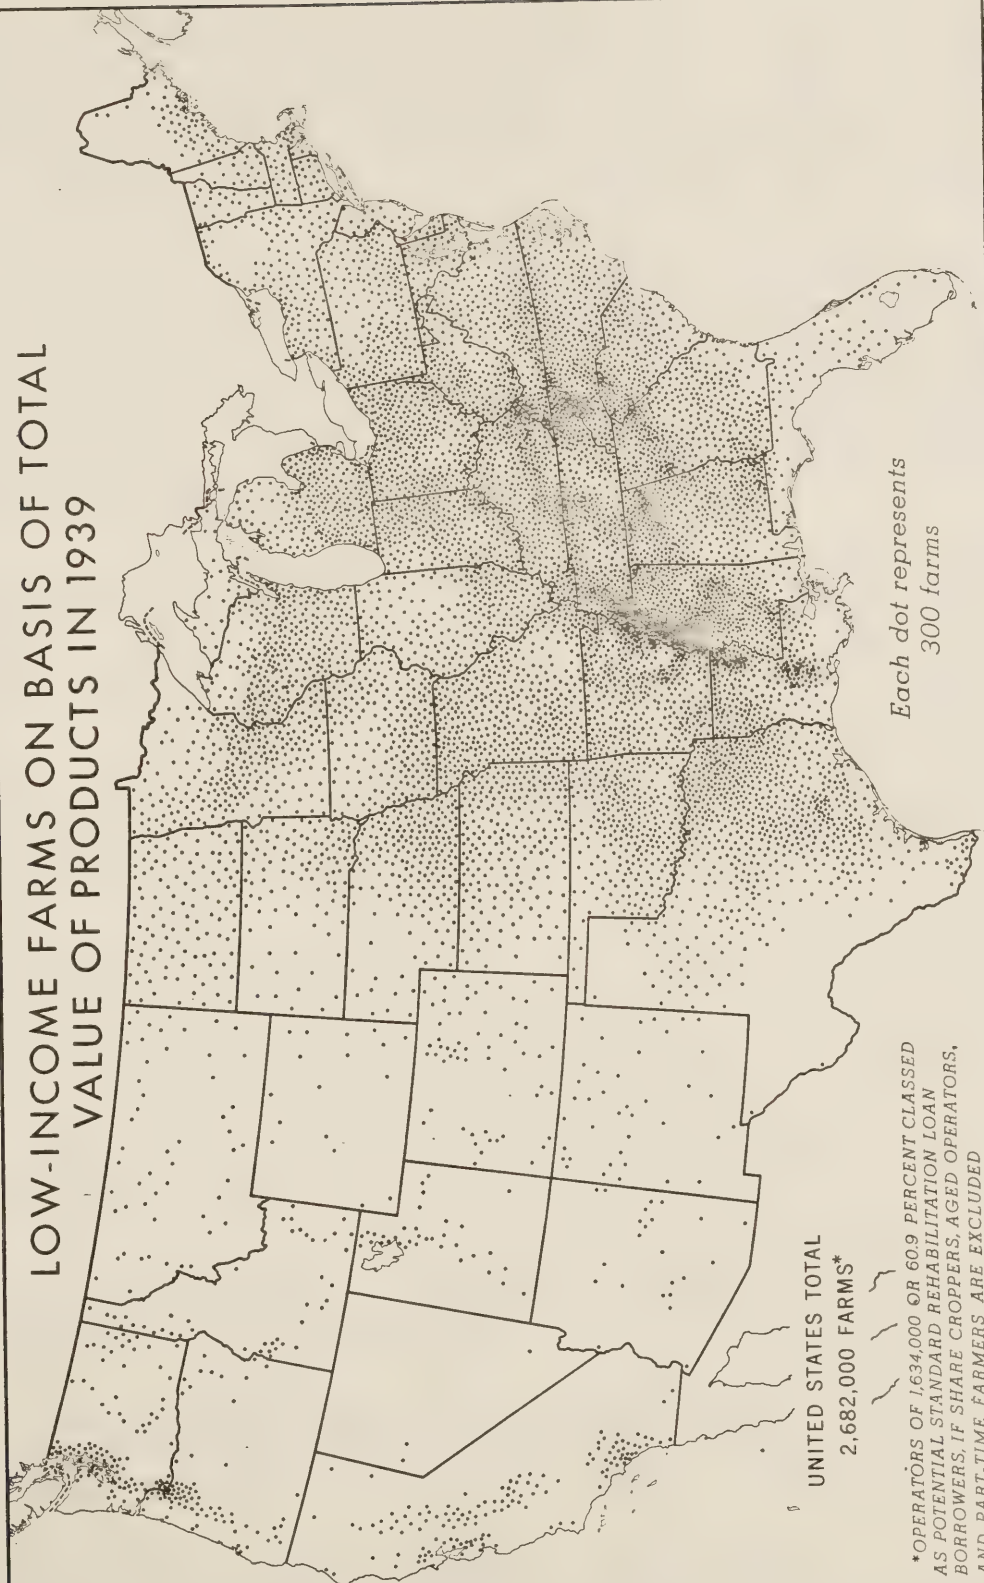 LOW-INCOME FARMS ON BASIS OF TOTAL
VALUE OF PRODUCTS IN 1939
UNITED STATES TOTAL
2,682,000 FARMS*
Each dot represents
300 farms
*OPERATORS OF 1,634,000 OR 60.9 PERCENT CLASSED
AS POTENTIAL STANDARD REHABILITATION LOAN
BORROWERS, IF SHARE CROPPERS, AGED OPERATORS,
AND PART-TIME FARMERS ARE EXCLUDED